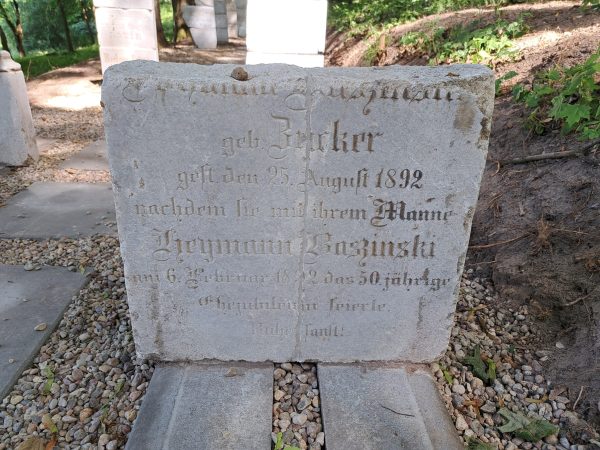 geb. Zucker
gest. den 25. August 1892
nachdem sie mit ihrem Manne
Heymann Baszinski
am 6. Februar 1892 das 50 jährige
Ehejubiläum feierte.
Ruhe sanft!